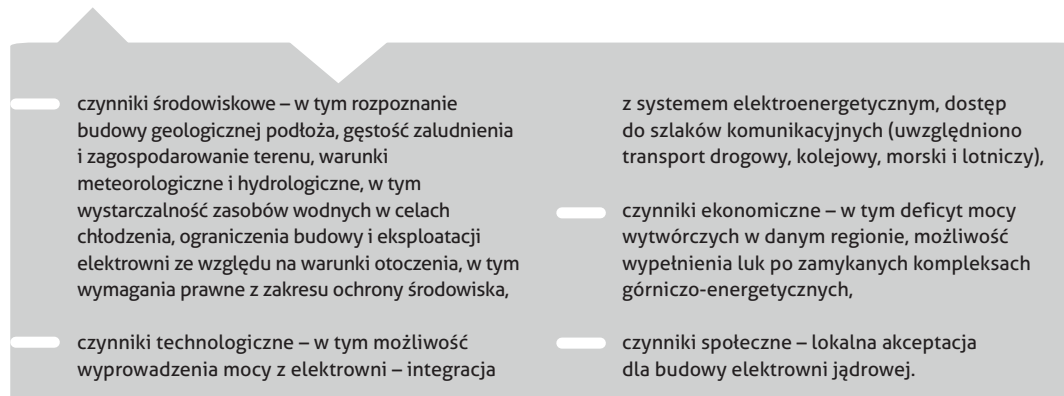 czynniki środowiskowe – w tym rozpoznanie
budowy geologicznej podłoża, gęstość zaludnienia
i zagospodarowanie terenu, warunki
meteorologiczne i hydrologiczne, w tym
wystarczalność zasobów wodnych w celach
chłodzenia, ograniczenia budowy i eksploatacji
elektrowni ze względu na warunki otoczenia, w tym
wymagania prawne z zakresu ochrony środowiska,
czynniki technologiczne – w tym możliwość
wyprowadzenia mocy z elektrowni – integracja
z systemem elektroenergetycznym, dostęp
do szlaków komunikacyjnych (uwzględniono
transport drogowy, kolejowy, morski i lotniczy),
czynniki ekonomiczne – w tym deficyt mocy
wytwórczych w danym regionie, możliwość
wypełnienia luk po zamykanych kompleksach
górniczo-energetycznych,
czynniki społeczne – lokalna akceptacja
dla budowy elektrowni jądrowej.